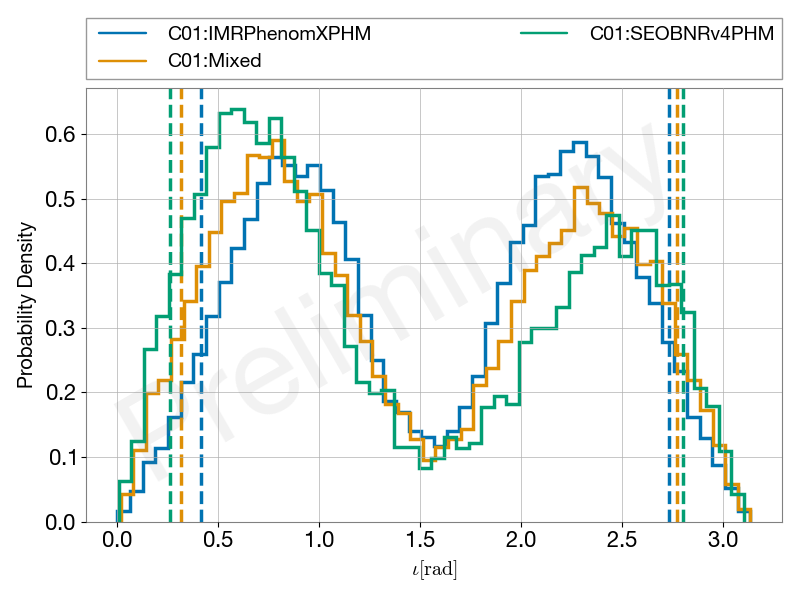 C01:IMRPhenomXPHM
C01:SEOBNRv4PHM
C01:Mixed
Probability Density
0.6
0.5
0.4
0.3
0.2
0.1
0.0
Preliminary
0.0 0.5 1.0 1.5 2.0 2.5 3.0
ι[rad]